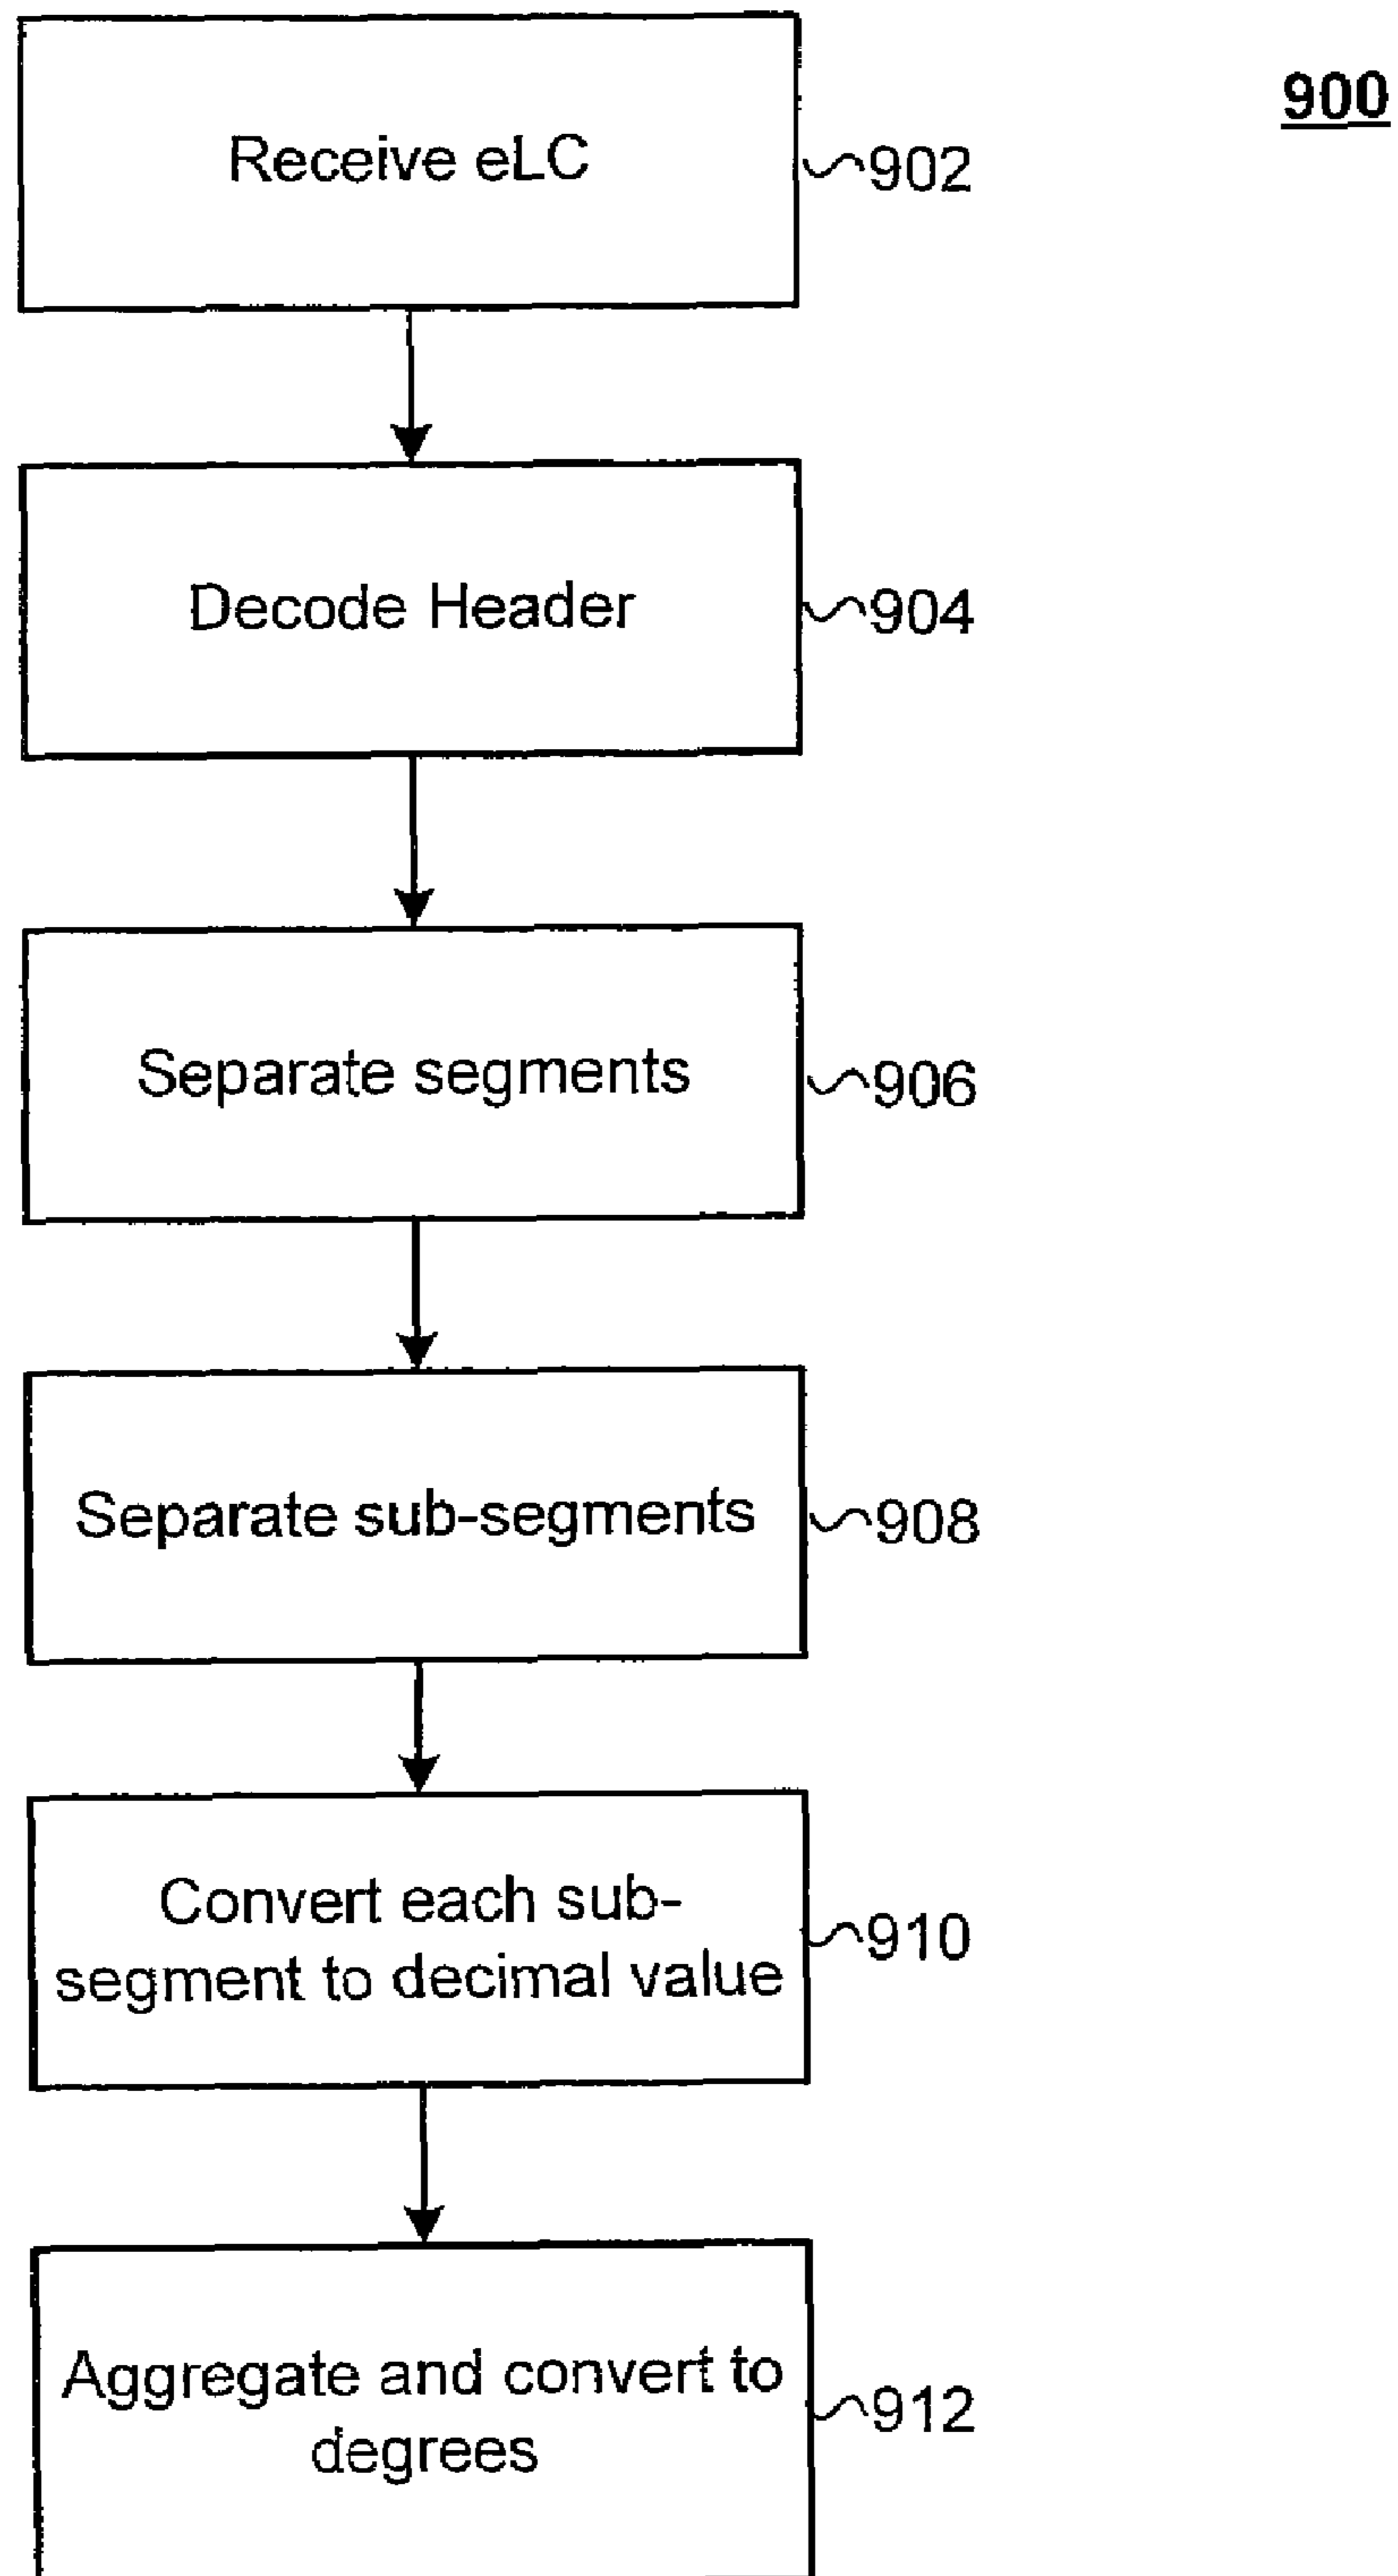 900
Receive eLC
902
Decode Header
904
Separate segments
906
Separate sub-segments
908
Convert each sub-
segment to decimal value
910
Aggregate and convert to
degrees
912